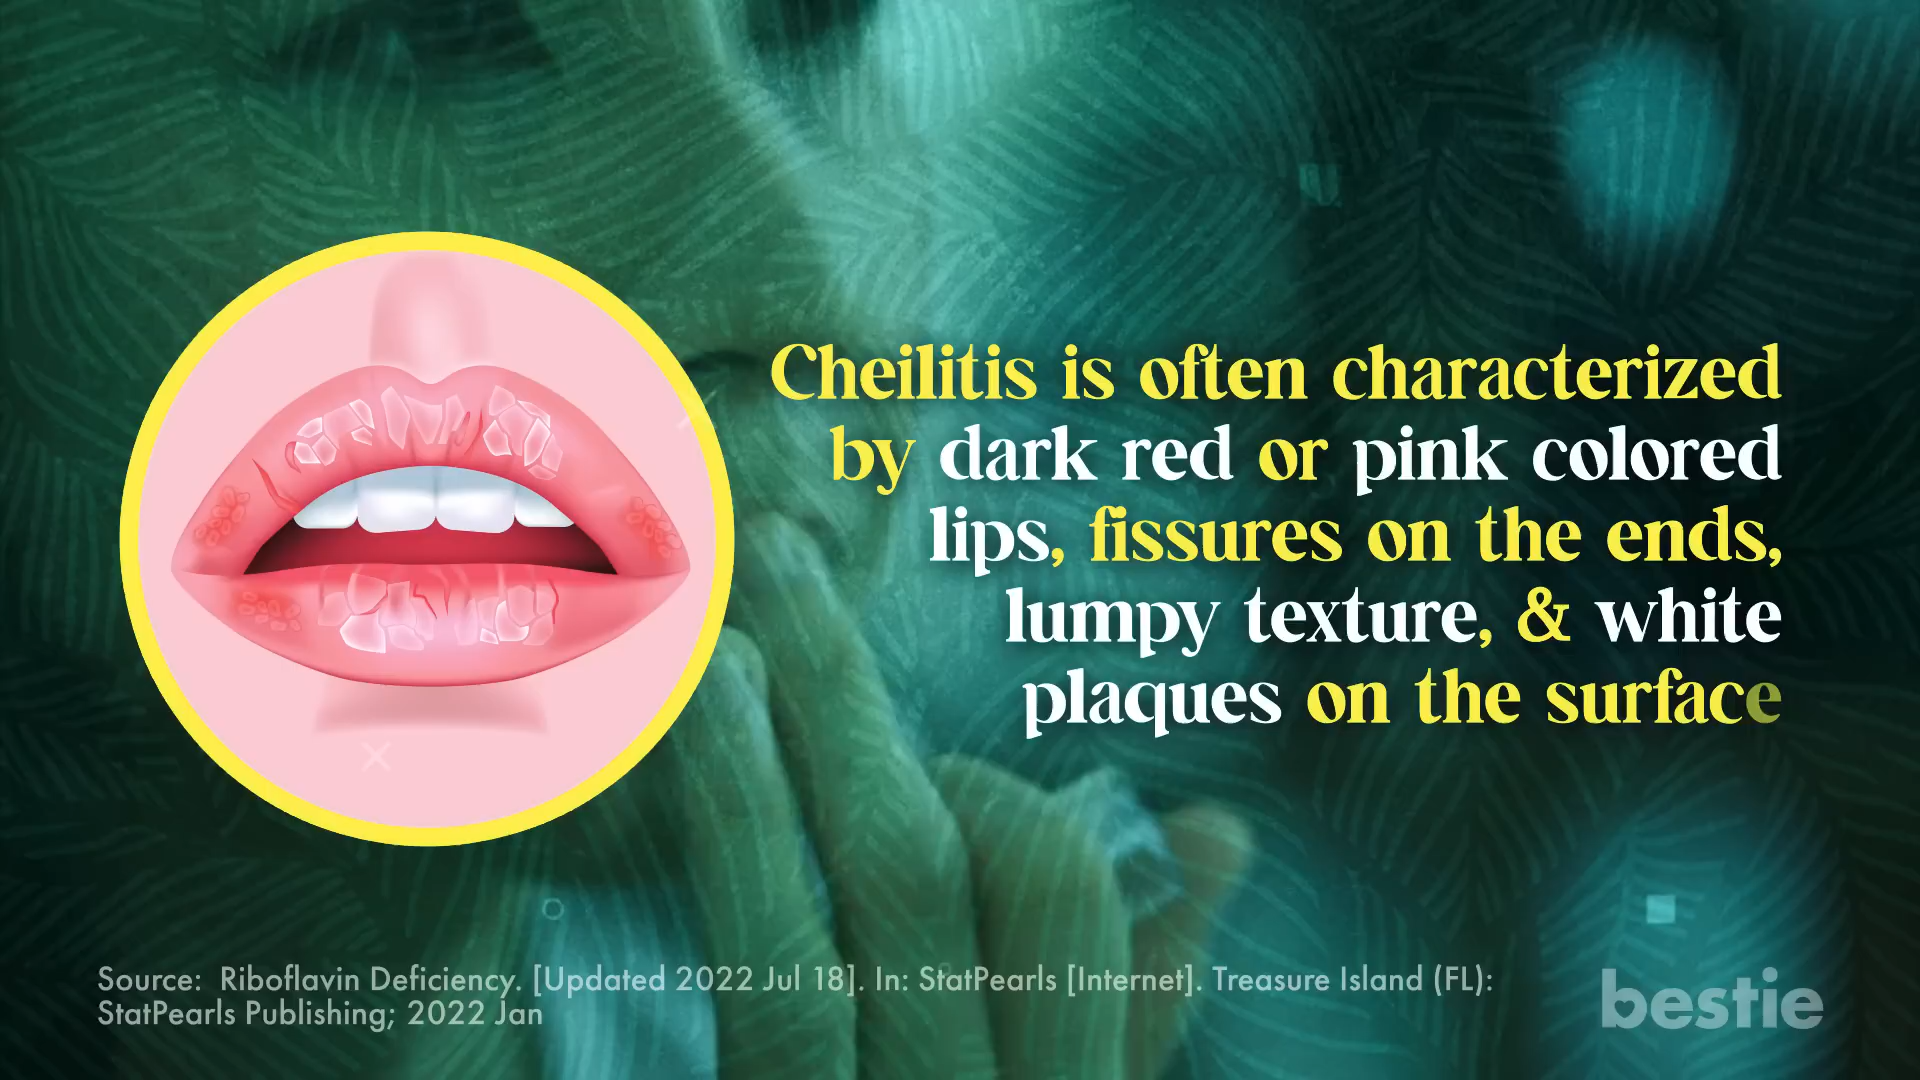 Cheilitis is often characterized
by dark red or pink colored
lips, fissures on the ends,
lumpy texture, & white
plaques on the surface
Source:  Riboflavin Deficiency. [Updated 2022 Jul 18]. In: StatPearls [Internet]. Treasure Island (FL):
StatPearls Publishing; 2022 Jan
bestie